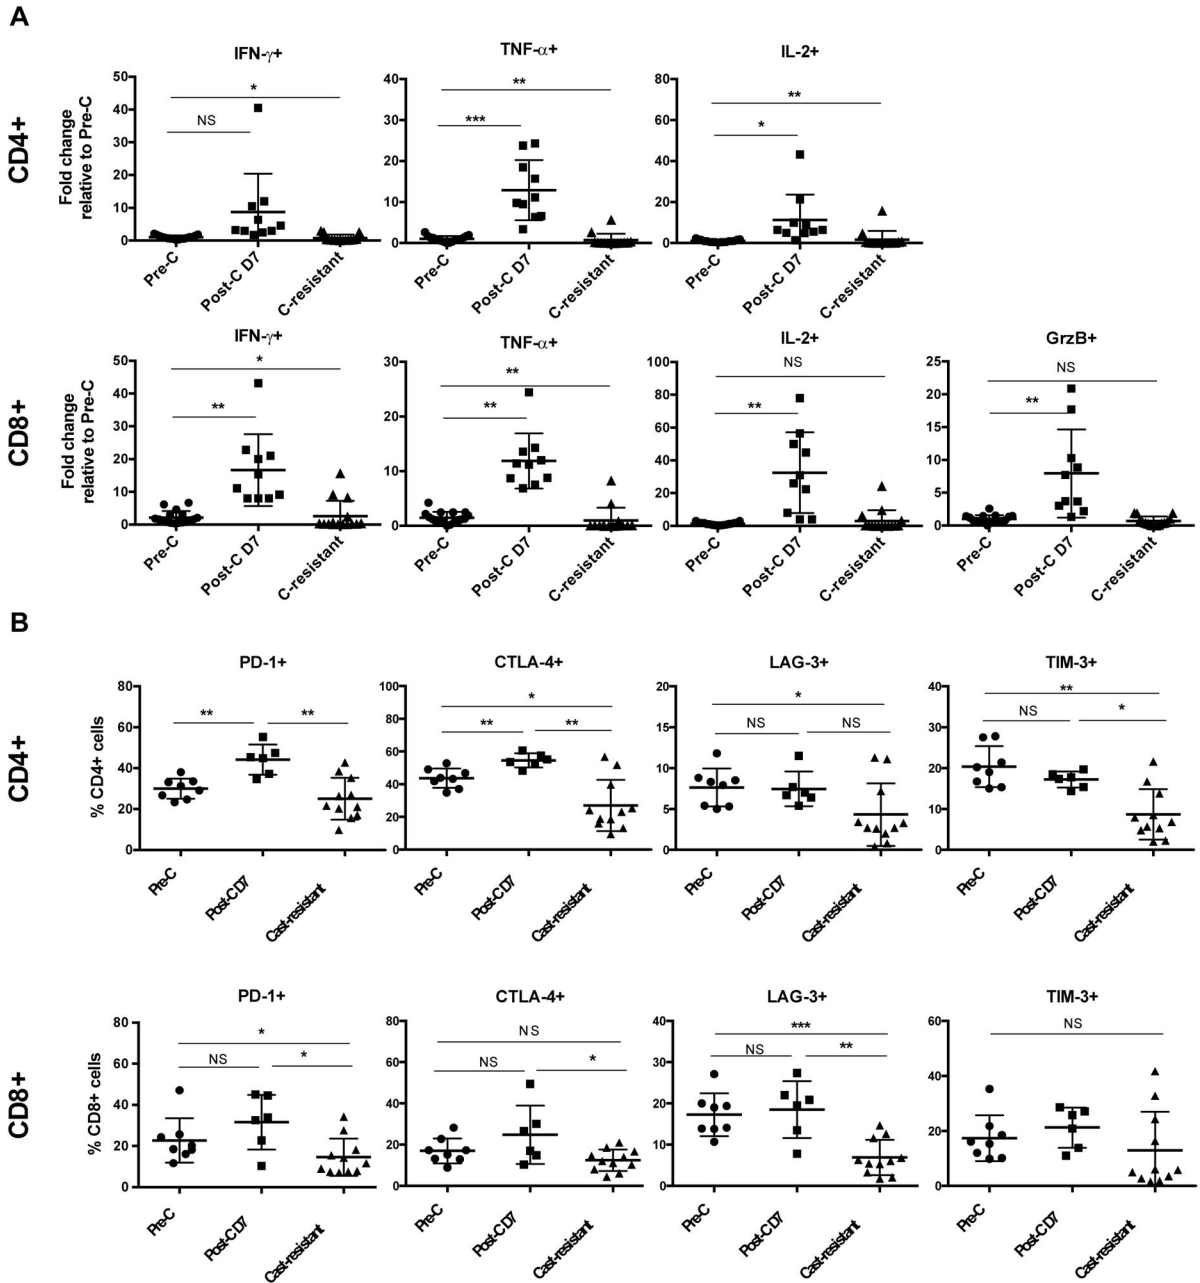 A
IFN-γ+
TNF-α+
IL-2+
CD4+
Fold change
relative to Pre-C
50
40
30
20
10
0
*
NS
Pre-C
Post-C D7
C-resistant
40
30
20
10
0
**
***
Pre-C
Post-C D7
C-resistant
80
60
40
20
0
**
*
Pre-C
Post-C D7
C-resistant
IFN-γ+
TNF-α+
IL-2+
GrzB+
CD8+
Fold change
relative to Pre-C
50
40
30
20
10
0
*
**
Pre-C
Post-C D7
C-resistant
30
20
10
0
**
**
Pre-C
Post-C D7
C-resistant
100
80
60
40
20
0
NS
**
Pre-C
Post-C D7
C-resistant
25
20
15
10
5
0
NS
**
Pre-C
Post-C D7
C-resistant
B
PD-1+
CTLA-4+
LAG-3+
TIM-3+
CD4+
% CD4+ cells
80
60
40
20
0
** **
Pre-C
Post-C D7
Cast-resistant
100
80
60
40
20
0
*
** **
Pre-C
Post-C D7
Cast-resistant
20
15
10
5
0
*
NS NS
Pre-C
Post-C D7
Cast-resistant
40
30
20
10
0
**
NS *
Pre-C
Post-C D7
Cast-resistant
PD-1+
CTLA-4+
LAG-3+
TIM-3+
CD8+
% CD8+ cells
80
60
40
20
0
*
NS *
Pre-C
Post-C D7
Cast-resistant
80
60
40
20
0
NS
NS *
Pre-C
Post-C D7
Cast-resistant
40
30
20
10
0
***
NS **
Pre-C
Post-C D7
Cast-resistant
60
40
20
0
NS
Pre-C
Post-C D7
Cast-resistant